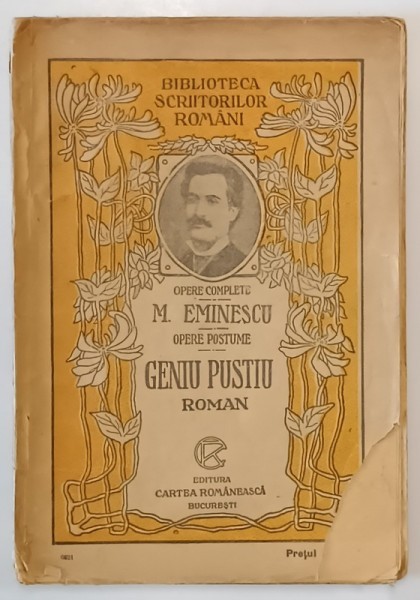 BIBLIOTECA
SCRIITORILOR
ROMÂNI
OPERE COMPLETE
M. EMINESCU
OPERE POSTUME
GENIU PUSTIU
ROMAN
CR
EDITURA
CARTEA ROMÂNEASCĂ
BUCUREȘTI
Prețul